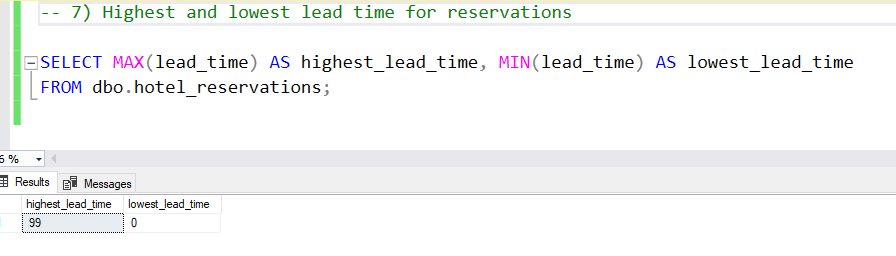 -- 7) Highest and lowest lead time for reservations
SELECT MAX(lead_time) AS highest_lead_time, MIN(lead_time) AS lowest_lead_time
FROM dbo.hotel_reservations;
6 %
Results Messages
highest_lead_time lowest_lead_time
99 0